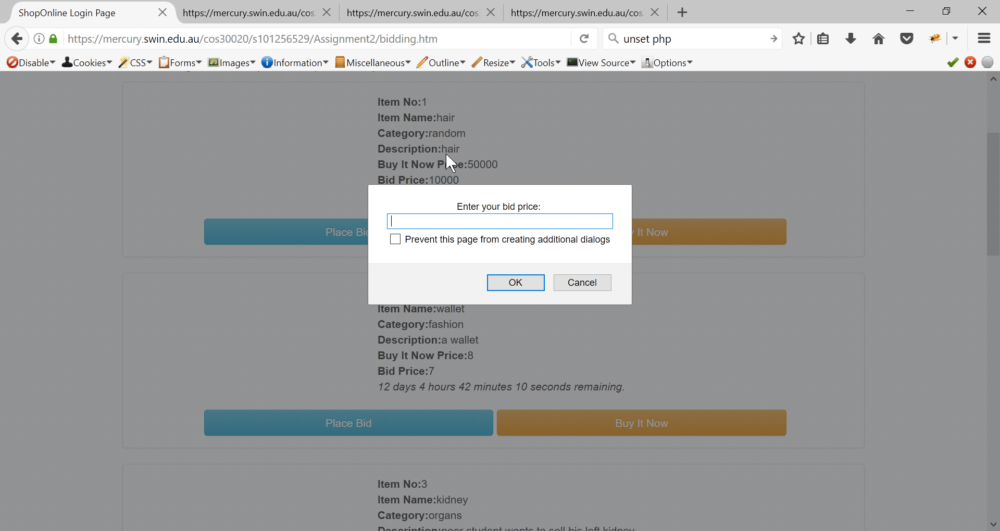 ShopOnline Login Page
https://mercury.swin.edu.au/cos
https://mercury.swin.edu.au/cos
https://mercury.swin.edu.au/cos
https://mercury.swin.edu.au/cos30020/s101256529/Assignment2/bidding.htm
unset php
Disable Cookies CSS Forms Images Information Miscellaneous Outline Resize Tools View Source Options
Item No:1
Item Name:hair
Category:random
Description:hair
Buy It Now Price:50000
Bid Price:10000
Enter your bid price:
Prevent this page from creating additional dialogs
OK Cancel
Place Bi
It Now
Item Name:wallet
Category:fashion
Description:a wallet
Buy It Now Price:8
Bid Price:7
12 days 4 hours 42 minutes 10 seconds remaining.
Place Bid
Buy It Now
Item No:3
Item Name:kidney
Category:organs
Description:poor student wants to sell his left kidney